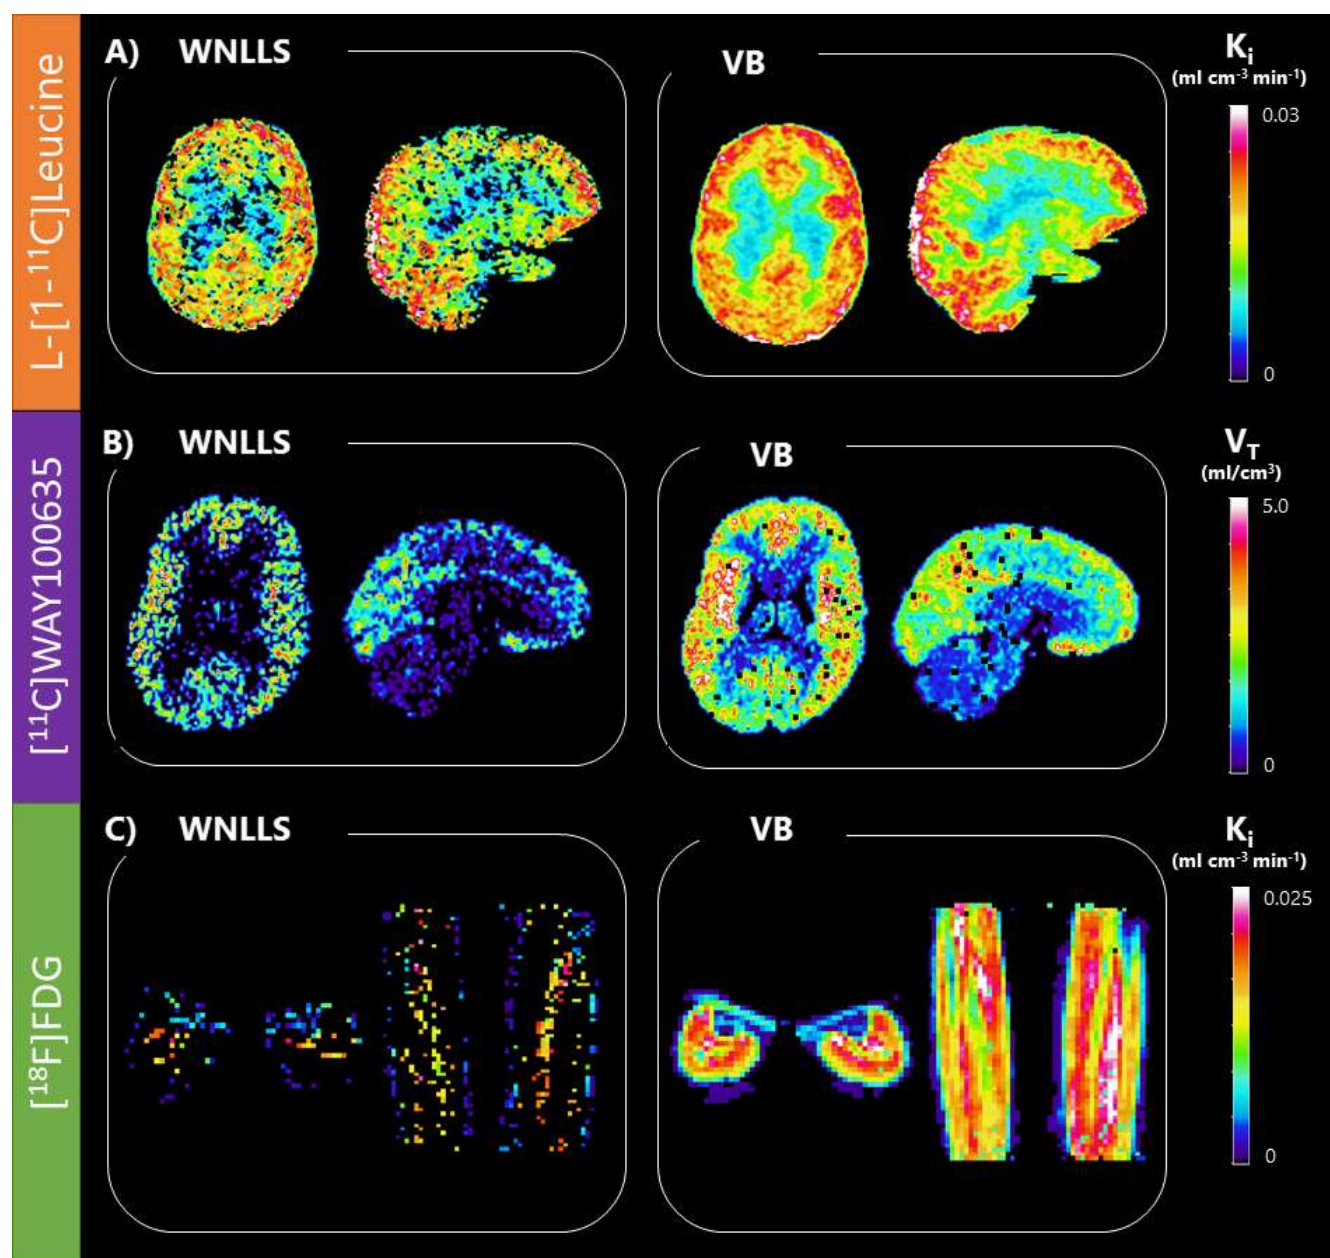 L-[1-¹¹C]Leucine
A) WNLLS
VB
Kᵢ
(ml cm⁻³ min⁻¹)
0.03
0
[¹¹C]WAY100635
B) WNLLS
VB
V_T
(ml/cm³)
5.0
0
[¹⁸F]FDG
C) WNLLS
VB
Kᵢ
(ml cm⁻³ min⁻¹)
0.025
0